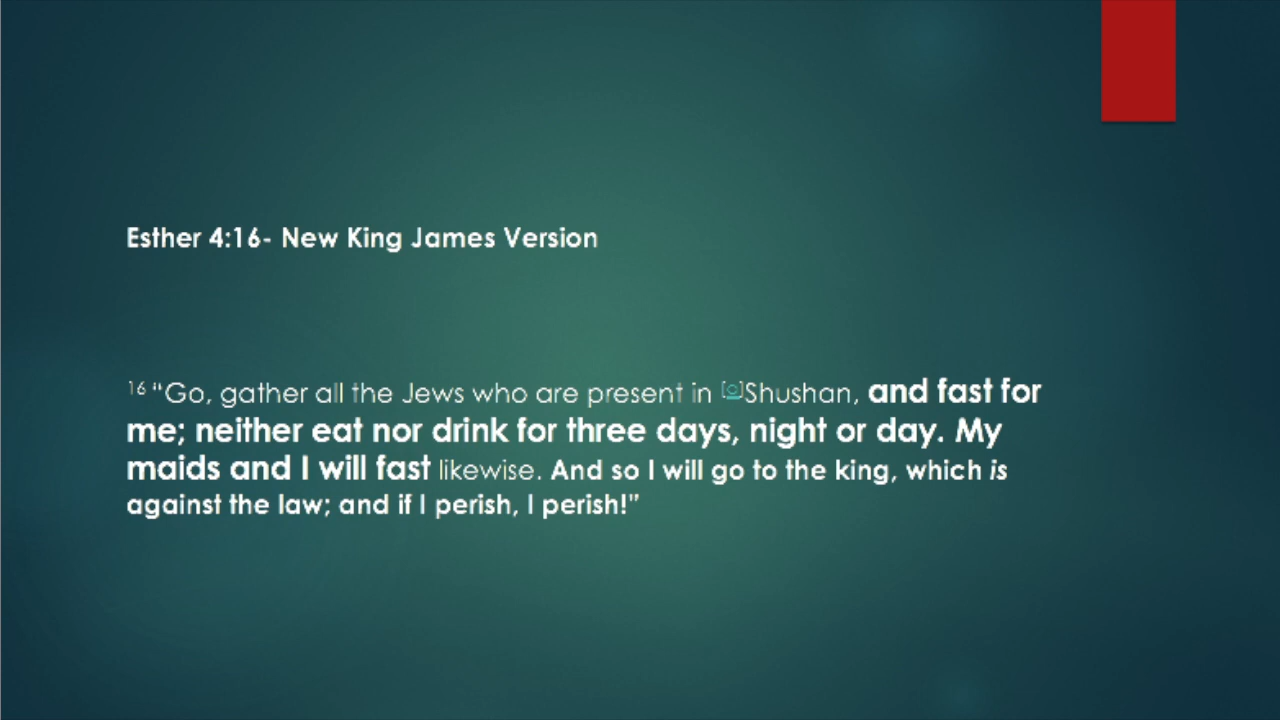 Esther 4:16- New King James Version
16 “Go, gather all the Jews who are present in [a]Shushan, and fast for
me; neither eat nor drink for three days, night or day. My
maids and I will fast likewise. And so I will go to the king, which is
against the law; and if I perish, I perish!”